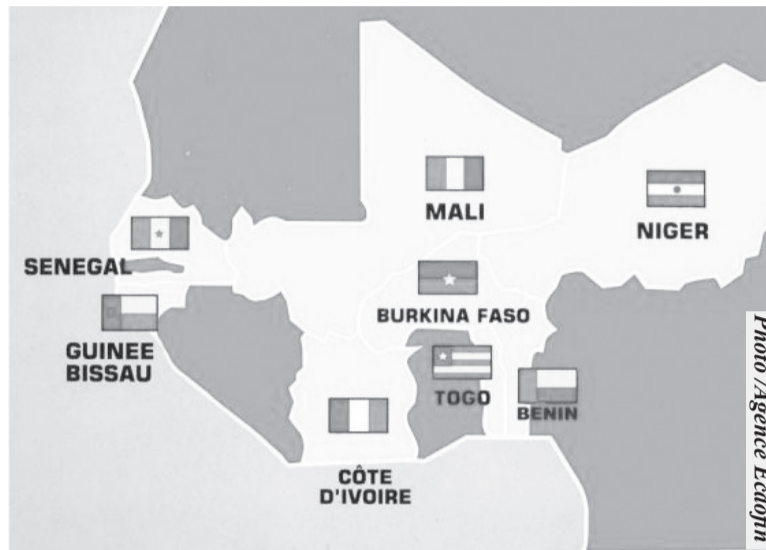 MALI
NIGER
SENEGAL
BURKINA FASO
GUINEE
BISSAU
TOGO
BENIN
CÔTE
D'IVOIRE
Photo /Agence Ecofin